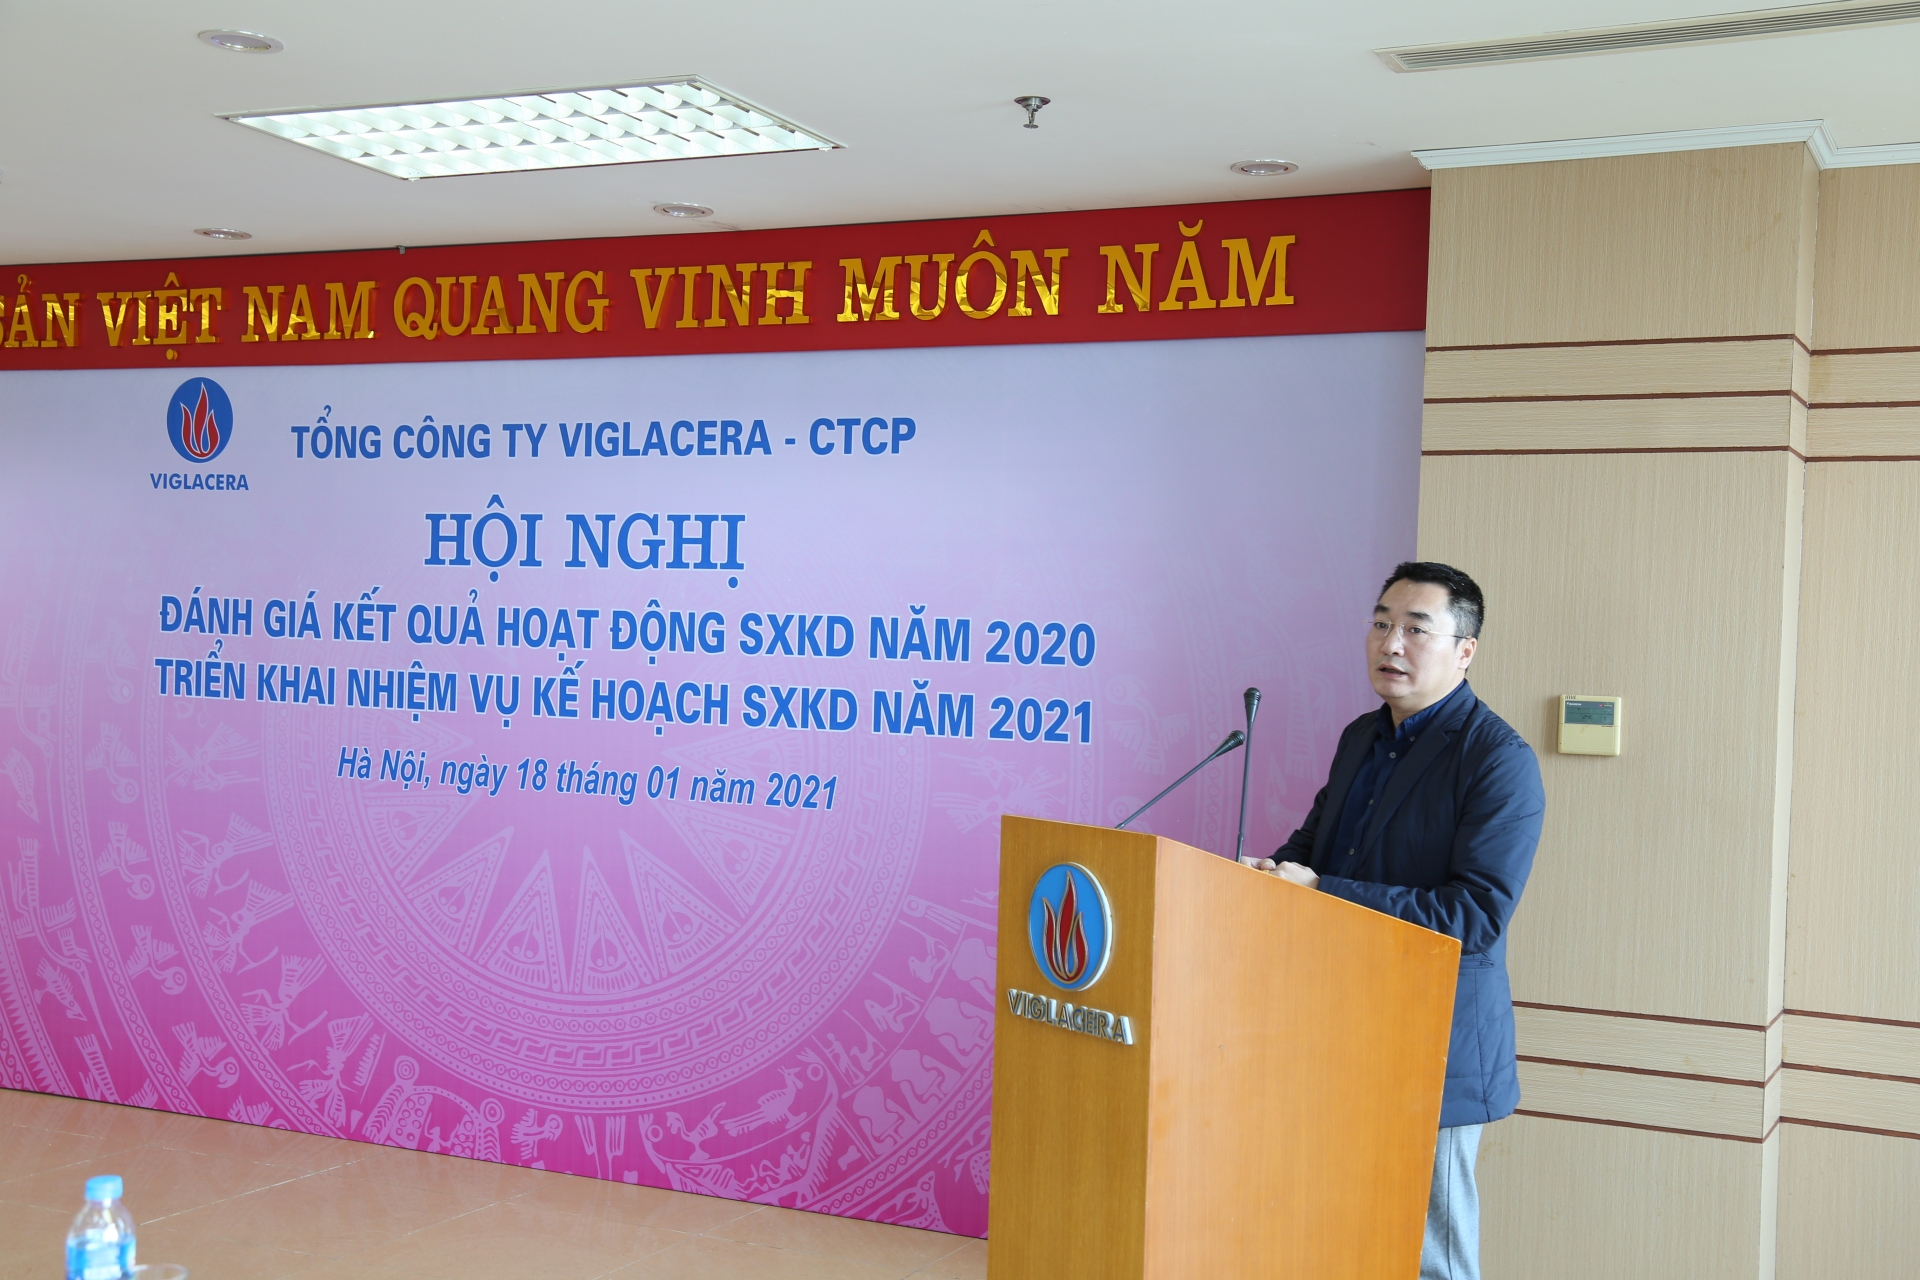 SẢN VIỆT NAM QUANG VINH MUÔN NĂM
VIGLACERA
TỔNG CÔNG TY VIGLACERA - CTCP
HỘI NGHỊ
ĐÁNH GIÁ KẾT QUẢ HOẠT ĐỘNG SXKD NĂM 2020
TRIỂN KHAI NHIỆM VỤ KẾ HOẠCH SXKD NĂM 2021
Hà Nội, ngày 18 tháng 01 năm 2021
VIGLACERA